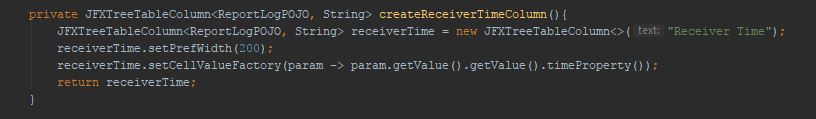 private JFXTreeTableColumn<ReportLogPOJO, String> createReceiverTimeColumn(){
    JFXTreeTableColumn<ReportLogPOJO, String> receiverTime = new JFXTreeTableColumn<>( text: "Receiver Time");
    receiverTime.setPrefWidth(200);
    receiverTime.setCellValueFactory(param -> param.getValue().getValue().timeProperty());
    return receiverTime;
}